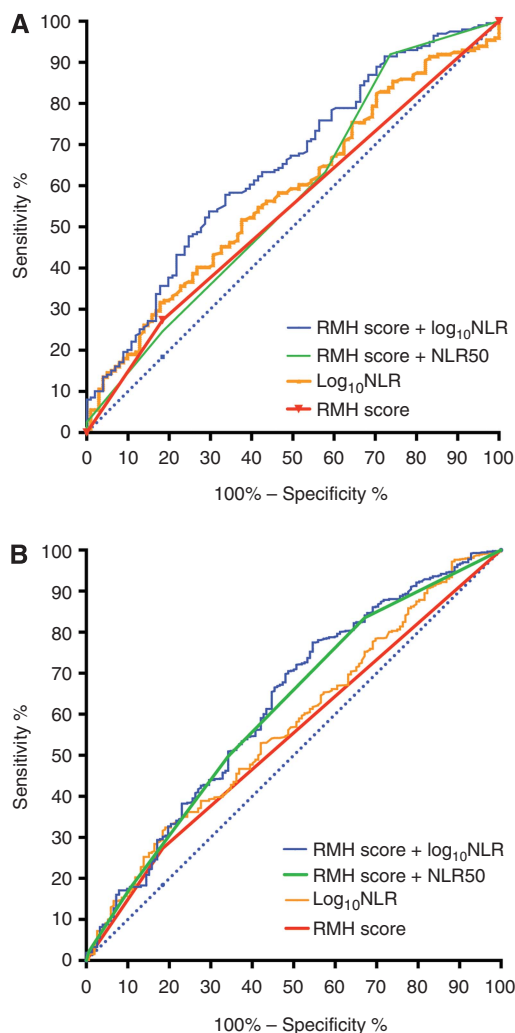 A
100
90
80
70
60
50
40
30
20
10
0
Sensitivity %
RMH score + log₁₀NLR
RMH score + NLR50
Log₁₀NLR
RMH score
0 10 20 30 40 50 60 70 80 90 100
100% – Specificity %
B
100
90
80
70
60
50
40
30
20
10
0
Sensitivity %
RMH score + log₁₀NLR
RMH score + NLR50
Log₁₀NLR
RMH score
0 10 20 30 40 50 60 70 80 90 100
100% – Specificity %